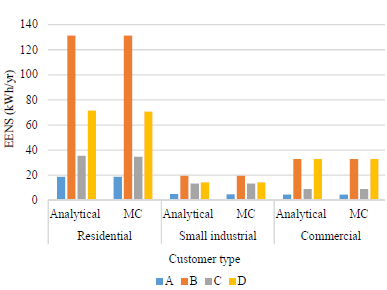 EENS (kWh/yr)
140
120
100
80
60
40
20
0
Analytical MC Analytical MC Analytical MC
Residential Small industrial Commercial
Customer type
A B C D